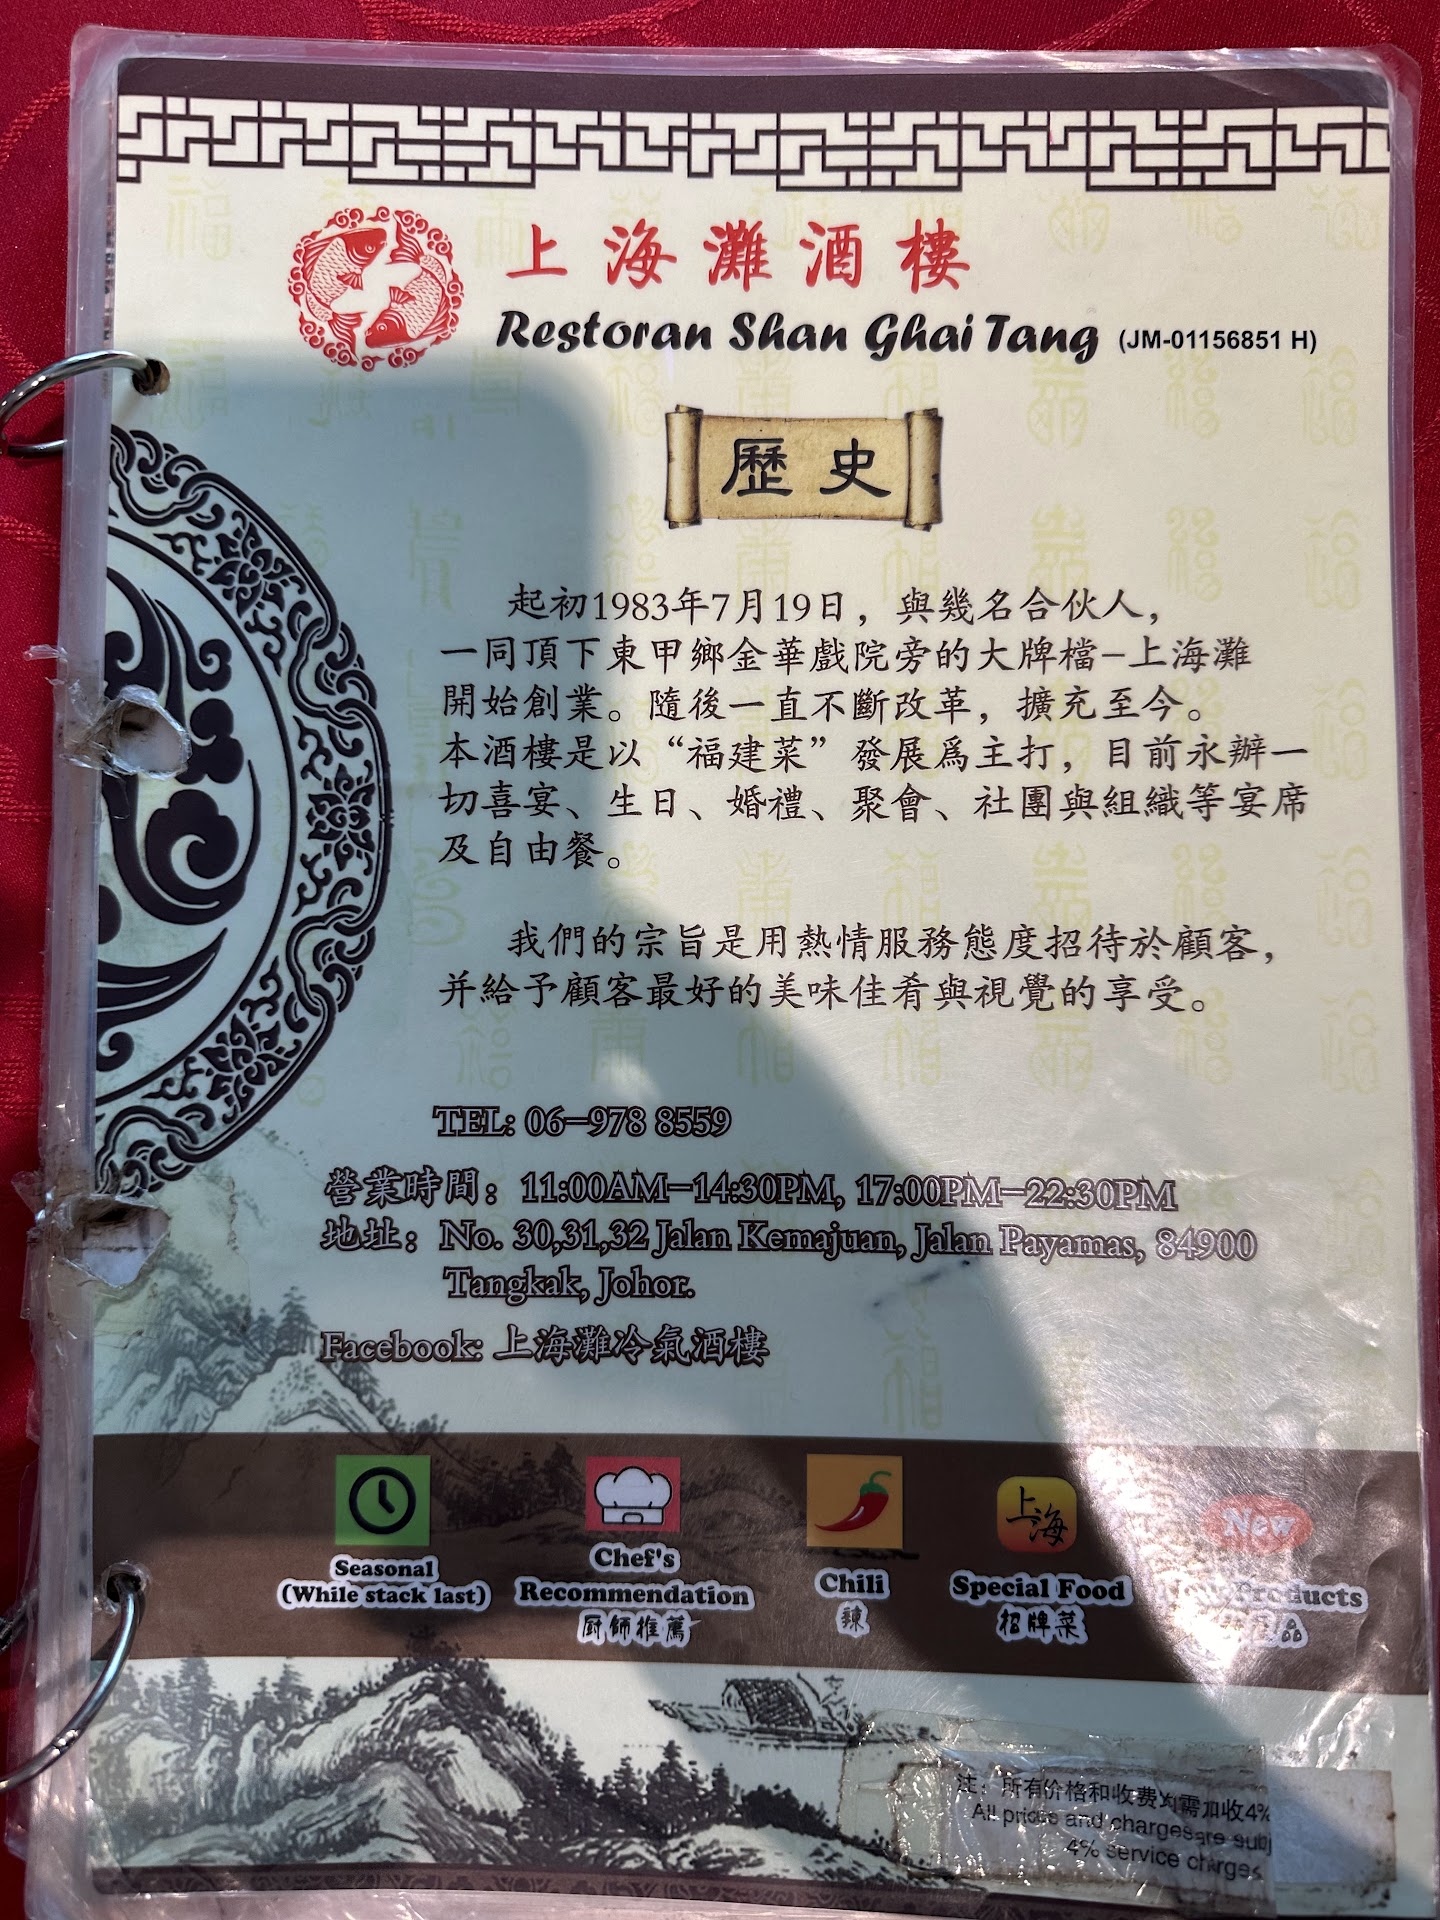 上海灘酒樓
Restoran Shan Ghai Tang (JM-01156851 H)
歷史
起初1983年7月19日，與幾名合伙人，
一同頂下東甲鄉金華戲院旁的大牌檔-上海灘
開始創業。隨後一直不斷改革，擴充至今。
本酒樓是以“福建菜”發展爲主打，目前永辦一
切喜宴、生日、婚禮、聚會、社團與組織等宴席
及自由餐。
我們的宗旨是用熱情服務態度招待於顧客，
并給予顧客最好的美味佳肴與視覺的享受。
TEL: 06-978 8559
營業時間：11:00AM-14:30PM, 17:00PM-22:30PM
地址：No. 30,31,32 Jalan Kemajuan, Jalan Payamas, 84900
Tangkak, Johor.
Facebook: 上海灘冷氣酒樓
Seasonal
(While stack last)
Chef's
Recommendation
厨師推薦
Chili
辣
上海
Special Food
招牌菜
New
Products
品
注：所有价格和收费均需加收4%
All prices and charges are subj
4% service charges